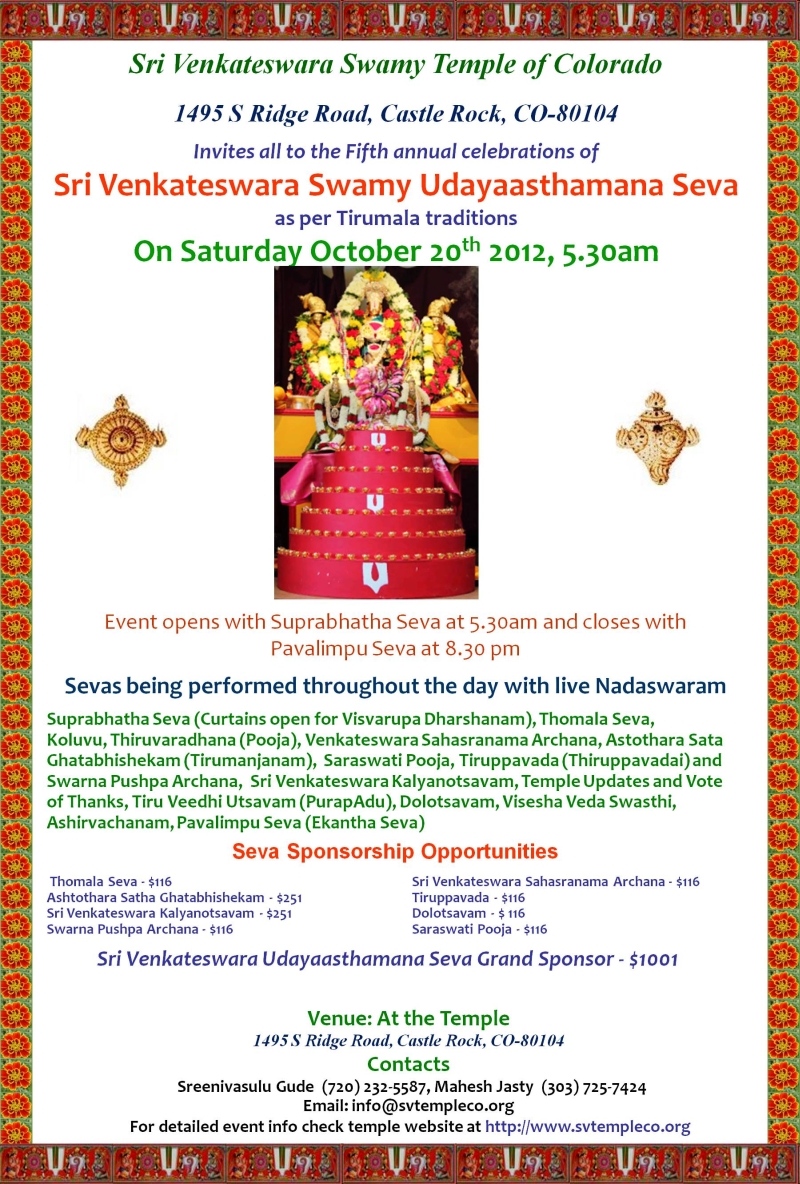 Sri Venkateswara Swamy Temple of Colorado
1495 S Ridge Road, Castle Rock, CO-80104
Invites all to the Fifth annual celebrations of
Sri Venkateswara Swamy Udayaasthamana Seva
as per Tirumala traditions
On Saturday October 20th 2012, 5.30am
Event opens with Suprabhatha Seva at 5.30am and closes with
Pavalimpu Seva at 8.30 pm
Sevas being performed throughout the day with live Nadaswaram
Suprabhatha Seva (Curtains open for Visvarupa Dharshanam), Thomala Seva,
Koluvu, Thiruvaradhana (Pooja), Venkateswara Sahasranama Archana, Astothara Sata
Ghatabhishekam (Tirumanjanam),  Saraswati Pooja, Tiruppavada (Thiruppavadai) and
Swarna Pushpa Archana,  Sri Venkateswara Kalyanotsavam, Temple Updates and Vote
of Thanks, Tiru Veedhi Utsavam (PurapAdu), Dolotsavam, Visesha Veda Swasthi,
Ashirvachanam, Pavalimpu Seva (Ekantha Seva)
Seva Sponsorship Opportunities
Thomala Seva - $116
Ashtothara Satha Ghatabhishekam - $251
Sri Venkateswara Kalyanotsavam - $251
Swarna Pushpa Archana - $116
Sri Venkateswara Sahasranama Archana - $116
Tiruppavada - $116
Dolotsavam - $ 116
Saraswati Pooja - $116
Sri Venkateswara Udayaasthamana Seva Grand Sponsor - $1001
Venue: At the Temple
1495 S Ridge Road, Castle Rock, CO-80104
Contacts
Sreenivasulu Gude  (720) 232-5587, Mahesh Jasty  (303) 725-7424
Email: info@svtempleco.org
For detailed event info check temple website at http://www.svtempleco.org